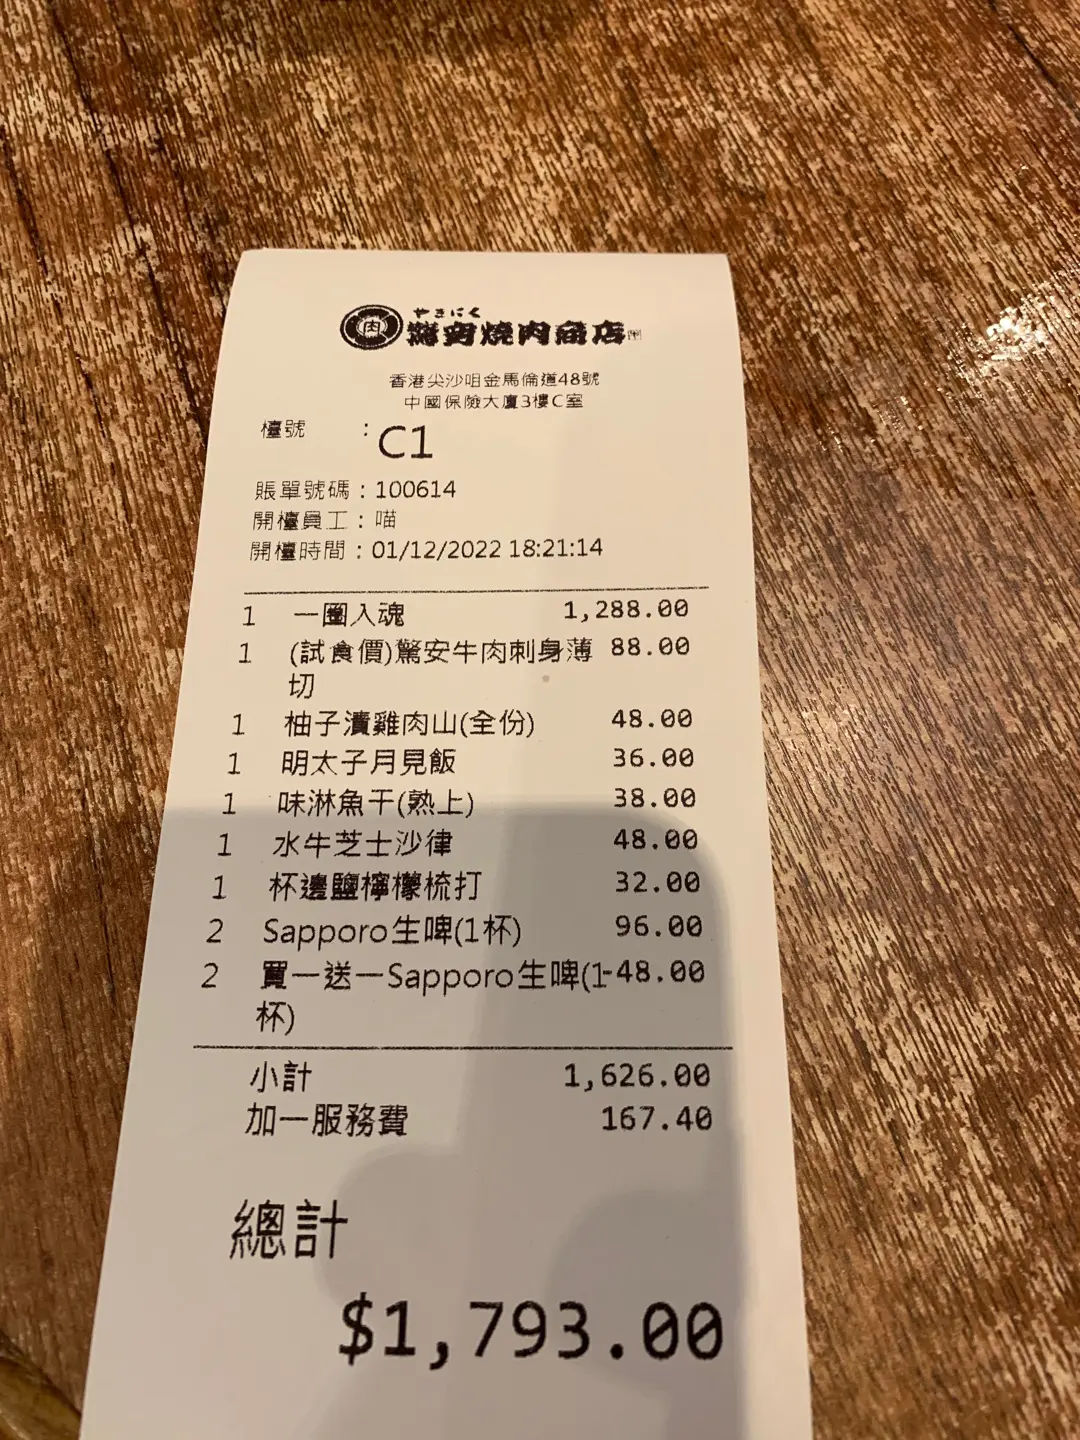 やきにく
燒肉商店
香港尖沙咀金馬倫道48號
中國保險大廈3樓C室
檯號 : C1
賬單號碼 : 100614
開檯員工 : 喵
開檯時間 : 01/12/2022 18:21:14
1 一圍入魂 1,288.00
1 (試食價)驚安牛肉刺身薄 88.00
切
1 柚子漬雞肉山(全份) 48.00
1 明太子月見飯 36.00
1 味淋魚干(熟上) 38.00
1 水牛芝士沙律 48.00
1 杯邊鹽檸檬梳打 32.00
2 Sapporo生啤(1杯) 96.00
2 買一送一Sapporo生啤(1 -48.00
杯)
小計 1,626.00
加一服務費 167.40
總計
$1,793.00